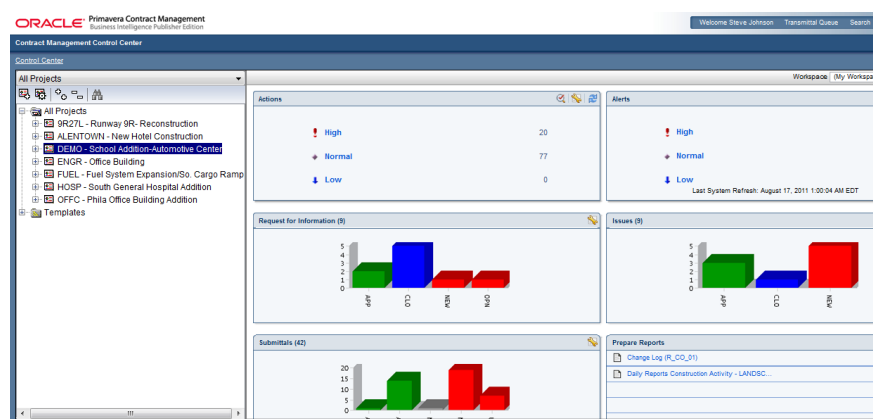 ORACLE Primavera Contract Management
Business Intelligence Publisher Edition
Welcome Steve Johnson Transmittal Queue Search
Contract Management Control Center
Control Center
All Projects
Workspace (My Workspa
All Projects
9R27L - Runway 9R- Reconstruction
ALENTOWN - New Hotel Construction
DEMO - School Addition-Automotive Center
ENGR - Office Building
FUEL - Fuel System Expansion/So. Cargo Ramp
HOSP - South General Hospital Addition
OFFC - Phila Office Building Addition
Templates
Actions
High 20
Normal 77
Low 0
Alerts
High
Normal
Low
Last System Refresh: August 17, 2011 1:00:04 AM EDT
Request for Information (9)
5
4
3
2
1
0
APP CLO NEW OPN
Issues (9)
5
4
3
2
1
0
APP CLO NEW
Submittals (42)
20
15
10
5
0
Prepare Reports
Change Log (R_CO_01)
Daily Reports Construction Activity - LANDSC...